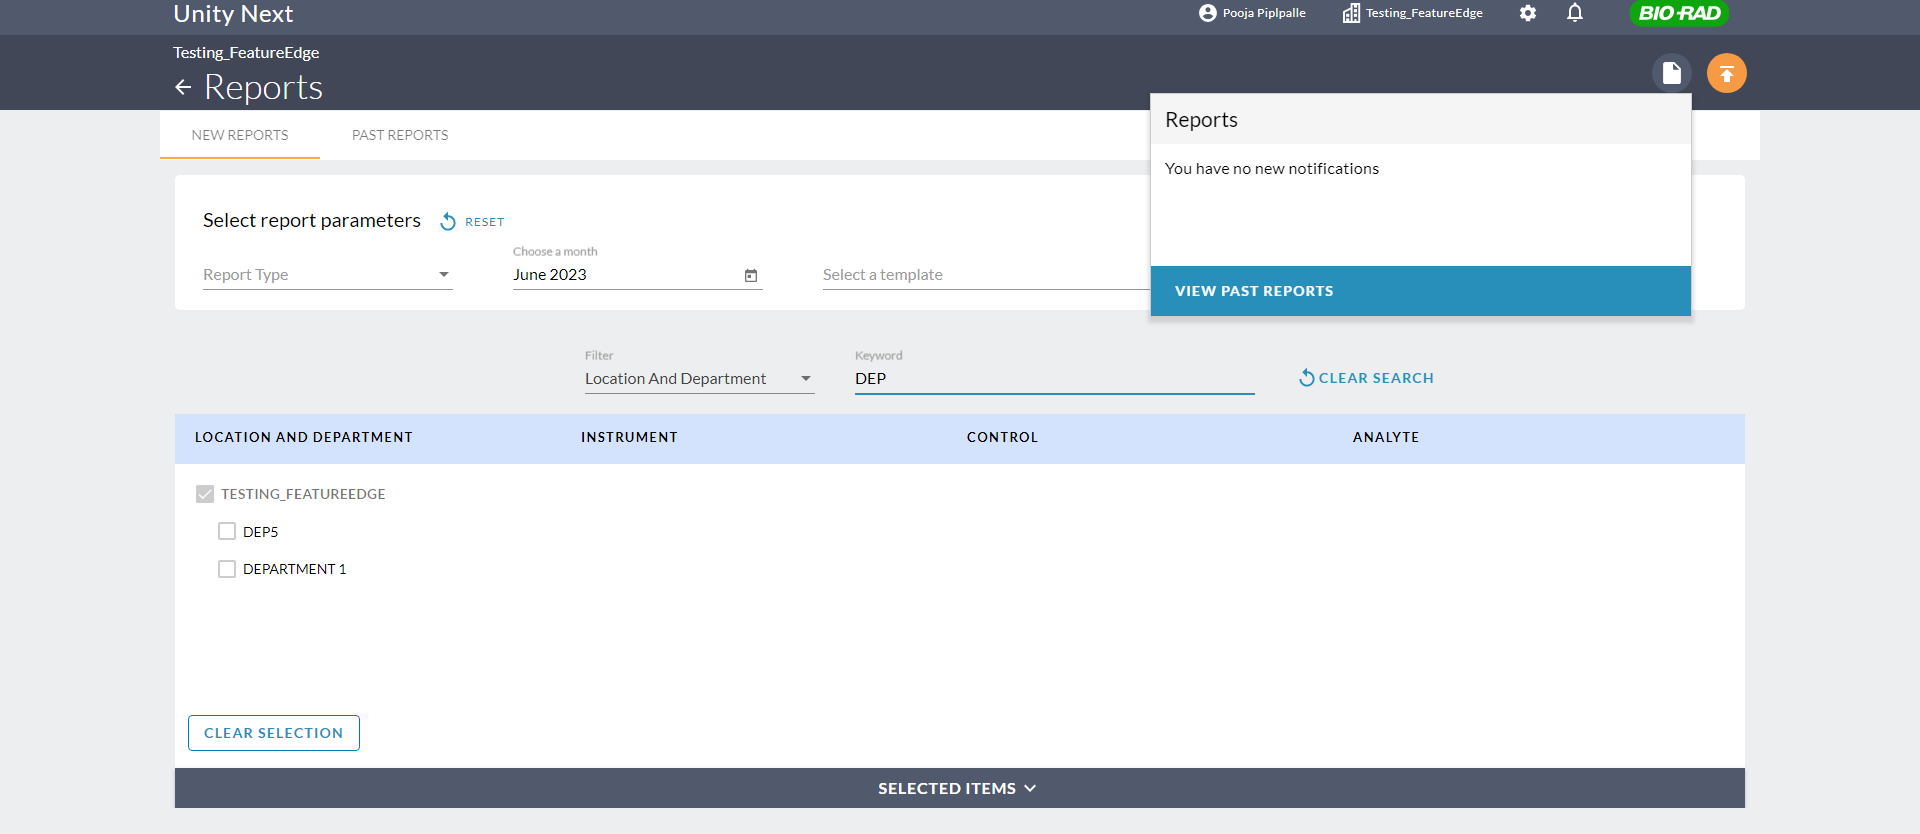 Unity Next
Pooja Piplpalle
Testing_FeatureEdge
BIO-RAD
Testing_FeatureEdge
Reports
NEW REPORTS
PAST REPORTS
Reports
You have no new notifications
VIEW PAST REPORTS
Select report parameters
RESET
Report Type
Choose a month
June 2023
Select a template
Filter
Location And Department
Keyword
DEP
CLEAR SEARCH
LOCATION AND DEPARTMENT
INSTRUMENT
CONTROL
ANALYTE
TESTING_FEATUREEDGE
DEP5
DEPARTMENT 1
CLEAR SELECTION
SELECTED ITEMS